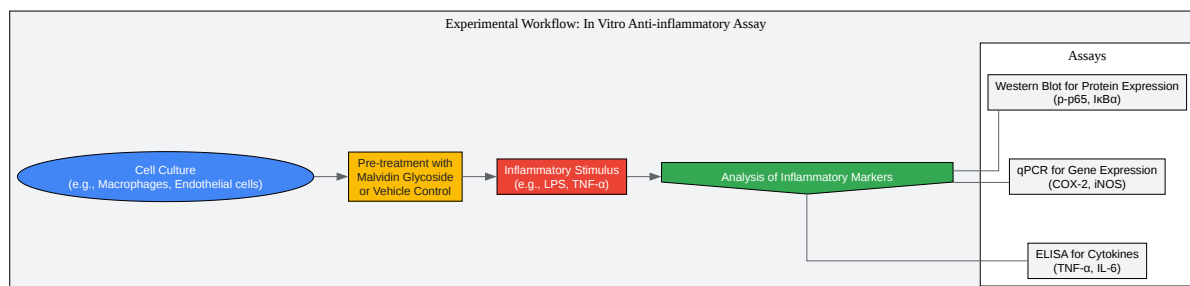 Experimental Workflow: In Vitro Anti-inflammatory Assay
Cell Culture
(e.g., Macrophages, Endothelial cells)
Pre-treatment with
Malvidin Glycoside
or Vehicle Control
Inflammatory Stimulus
(e.g., LPS, TNF-α)
Analysis of Inflammatory Markers
Assays
Western Blot for Protein Expression
(p-p65, IκBα)
qPCR for Gene Expression
(COX-2, iNOS)
ELISA for Cytokines
(TNF-α, IL-6)